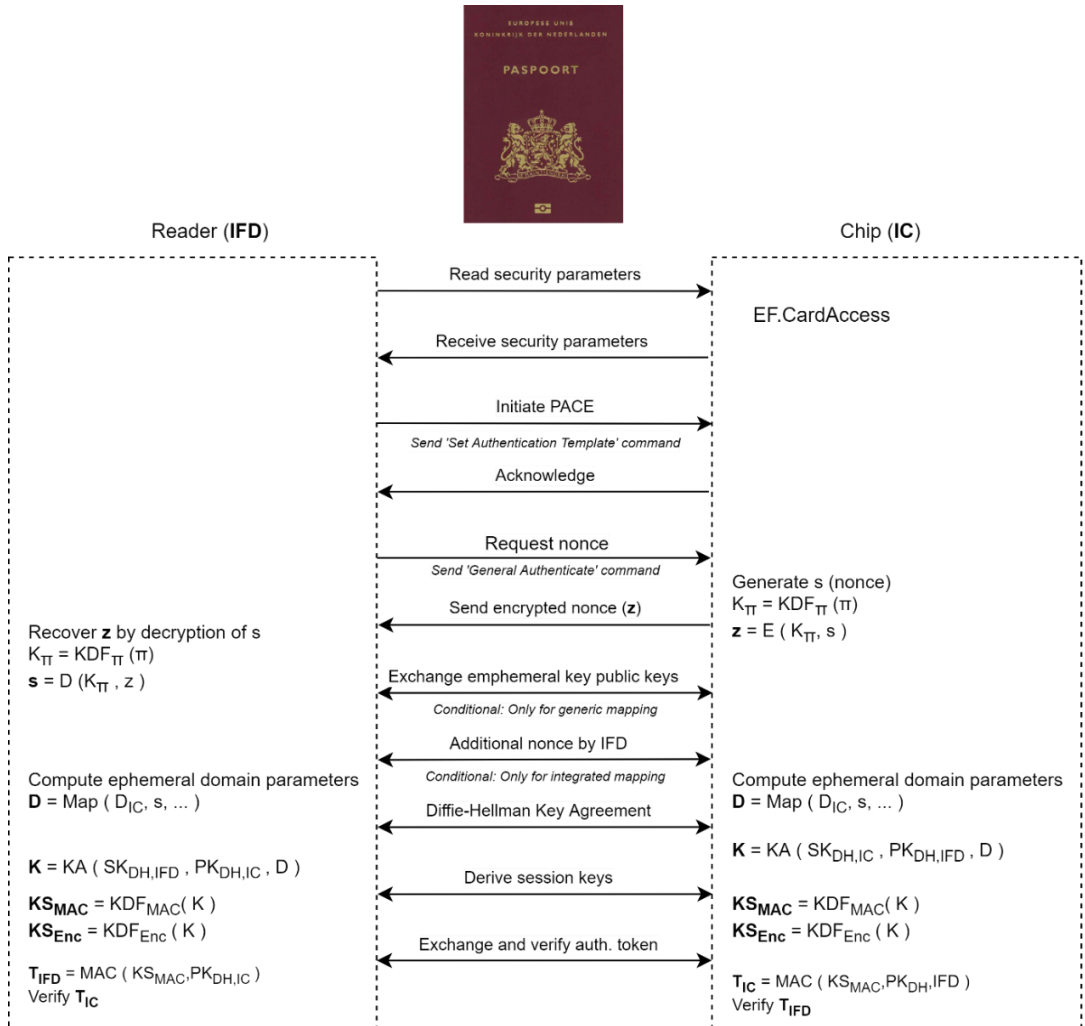 EUROPESE UNIE
KONINKRIJK DER NEDERLANDEN
PASPOORT
Reader (IFD)
Chip (IC)
Read security parameters
EF.CardAccess
Receive security parameters
Initiate PACE
Send 'Set Authentication Template' command
Acknowledge
Request nonce
Send 'General Authenticate' command
Generate s (nonce)
Kπ = KDFπ (π)
z = E ( Kπ, s )
Send encrypted nonce (z)
Recover z by decryption of s
Kπ = KDFπ (π)
s = D (Kπ , z )
Exchange emphemeral key public keys
Conditional: Only for generic mapping
Additional nonce by IFD
Conditional: Only for integrated mapping
Compute ephemeral domain parameters
D = Map ( DIC, s, ... )
Compute ephemeral domain parameters
D = Map ( DIC, s, ... )
Diffie-Hellman Key Agreement
K = KA ( SKDH,IFD , PKDH,IC , D )
K = KA ( SKDH,IC , PKDH,IFD , D )
Derive session keys
KSMAC = KDFMAC( K )
KSEnc = KDFEnc ( K )
KSMAC = KDFMAC( K )
KSEnc = KDFEnc ( K )
Exchange and verify auth. token
TIFD = MAC ( KSMAC,PKDH,IC )
Verify TIC
TIC = MAC ( KSMAC,PKDH,IFD )
Verify TIFD